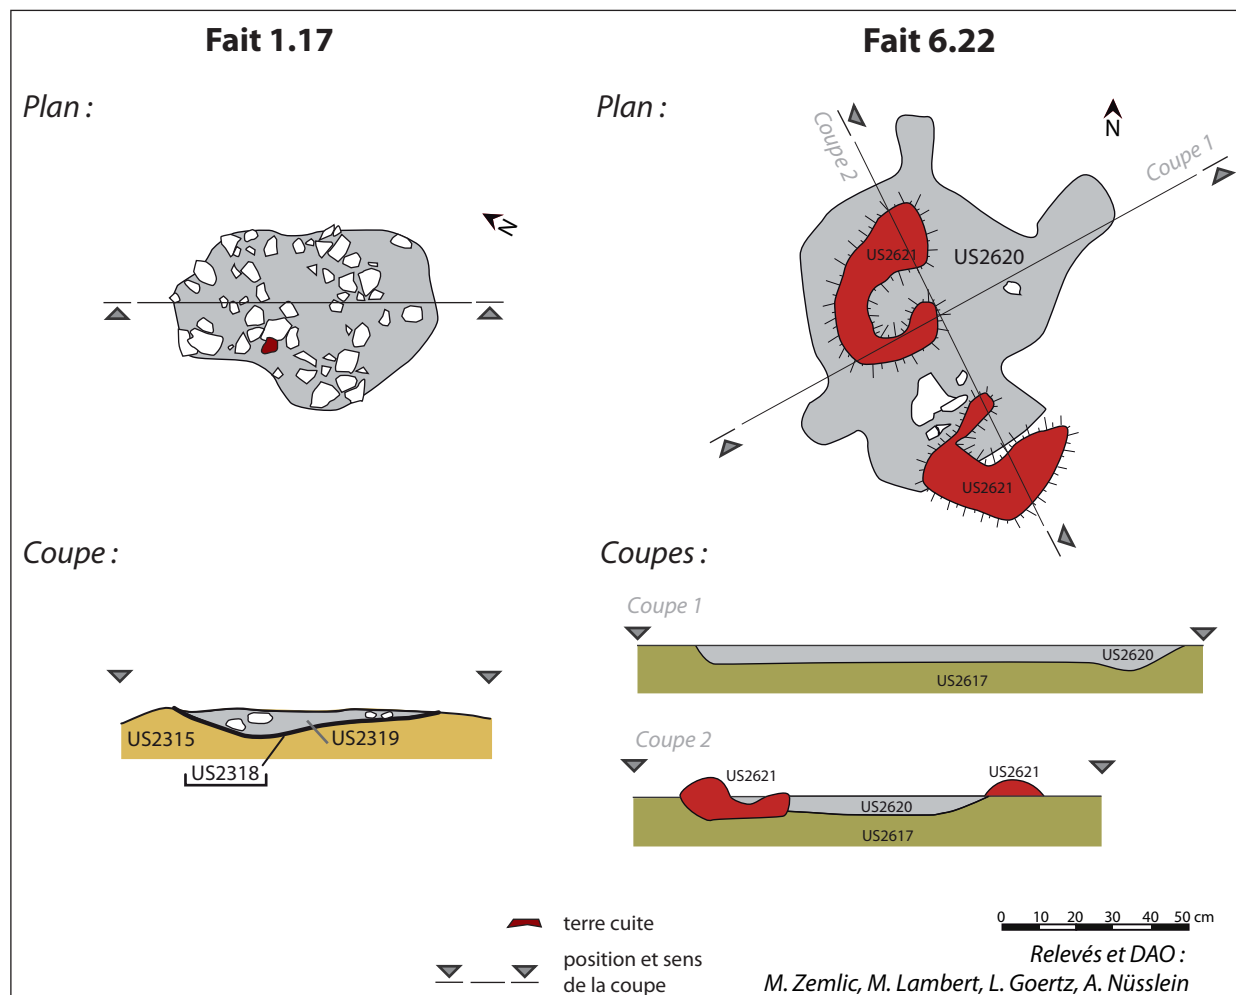 Fait 1.17
Plan :
N
Coupe :
US2315
US2319
US2318
Fait 6.22
Plan :
N
Coupe 2
Coupe 1
US2621
US2620
US2621
Coupes :
Coupe 1
US2620
US2617
Coupe 2
US2621
US2621
US2620
US2617
terre cuite
position et sens
de la coupe
0 10 20 30 40 50 cm
Relevés et DAO :
M. Zemlic, M. Lambert, L. Goertz, A. Nüsslein